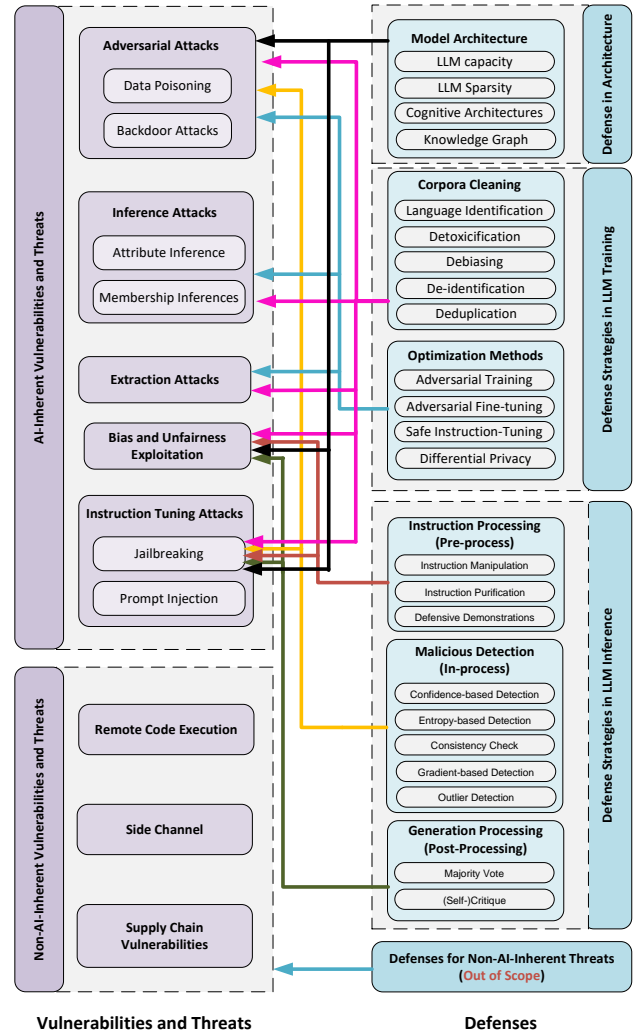 AI-Inherent Vulnerabilities and Threats
Adversarial Attacks
Data Poisoning
Backdoor Attacks
Inference Attacks
Attribute Inference
Membership Inferences
Extraction Attacks
Bias and Unfairness
Exploitation
Instruction Tuning Attacks
Jailbreaking
Prompt Injection
Non-AI-Inherent Vulnerabilities and Threats
Remote Code Execution
Side Channel
Supply Chain
Vulnerabilities
Vulnerabilities and Threats
Model Architecture
LLM capacity
LLM Sparsity
Cognitive Architectures
Knowledge Graph
Defense in Architecture
Corpora Cleaning
Language Identification
Detoxicification
Debiasing
De-identification
Deduplication
Optimization Methods
Adversarial Training
Adversarial Fine-tuning
Safe Instruction-Tuning
Differential Privacy
Defense Strategies in LLM Training
Instruction Processing
(Pre-process)
Instruction Manipulation
Instruction Purification
Defensive Demonstrations
Malicious Detection
(In-process)
Confidence-based Detection
Entropy-based Detection
Consistency Check
Gradient-based Detection
Outlier Detection
Generation Processing
(Post-Processing)
Majority Vote
(Self-)Critique
Defense Strategies in LLM Inference
Defenses for Non-AI-Inherent Threats
(Out of Scope)
Defenses